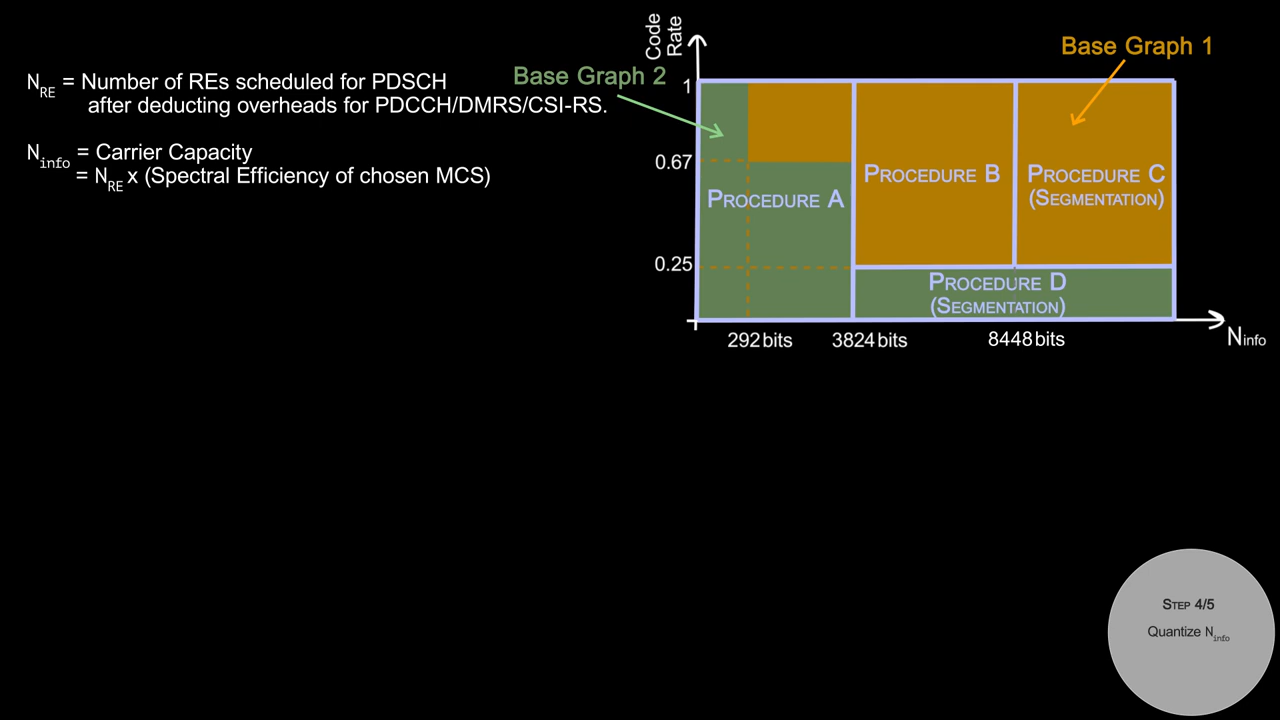 N_RE = Number of REs scheduled for PDSCH
after deducting overheads for PDCCH/DMRS/CSI-RS.
N_info = Carrier Capacity
= N_RE x (Spectral Efficiency of chosen MCS)
Code
Rate
Base Graph 2
Base Graph 1
1
0.67
0.25
PROCEDURE A
PROCEDURE B
PROCEDURE C
(SEGMENTATION)
PROCEDURE D
(SEGMENTATION)
292 bits
3824 bits
8448 bits
N_info
STEP 4/5
Quantize N_info